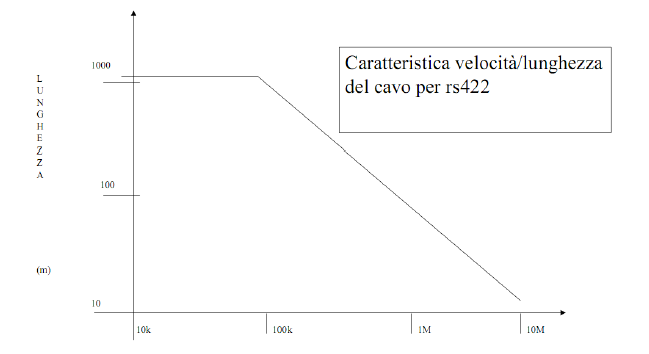 Caratteristica velocità/lunghezza
del cavo per rs422
1000
L
U
N
G
H
E
Z
Z
A
100
(m)
10
10k
100k
1M
10M